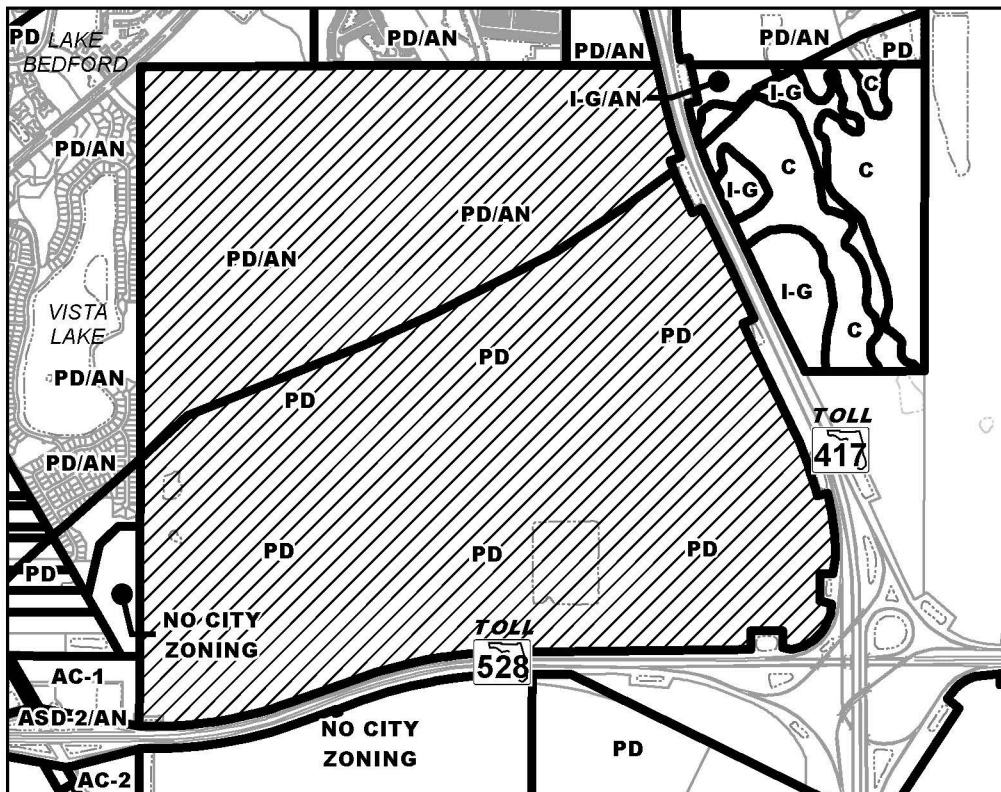 PD
LAKE
BEDFORD
PD/AN
PD/AN
PD/AN
PD
I-G/AN
I-G
C
PD/AN
C
C
I-G
PD/AN
PD/AN
I-G
VISTA
LAKE
C
PD
PD
PD/AN
PD
TOLL
417
PD/AN
PD
PD
PD
PD
NO CITY
ZONING
TOLL
528
AC-1
ASD-2/AN
NO CITY
ZONING
PD
AC-2